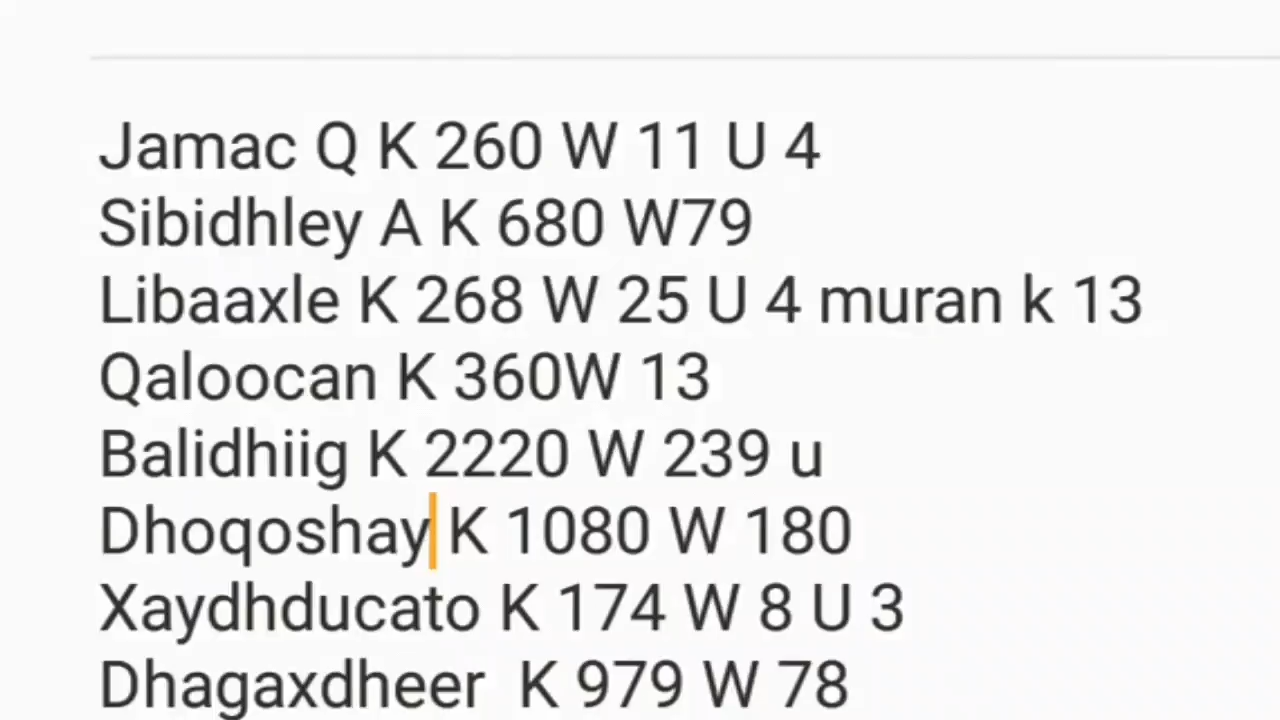 Jamac Q K 260 W 11 U 4
Sibidhley A K 680 W79
Libaaxle K 268 W 25 U 4 muran k 13
Qaloocan K 360W 13
Balidhiig K 2220 W 239 u
Dhoqoshay K 1080 W 180
Xaydhducato K 174 W 8 U 3
Dhagaxdheer  K 979 W 78